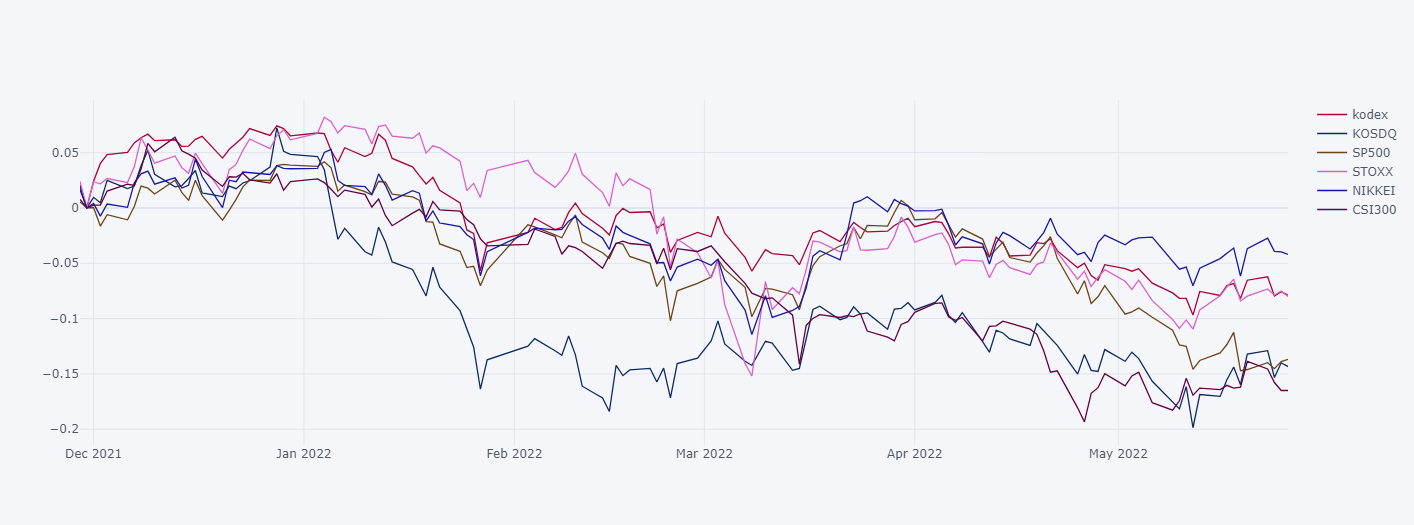 0.05
0
−0.05
−0.1
−0.15
−0.2
Dec 2021
Jan 2022
Feb 2022
Mar 2022
Apr 2022
May 2022
kodex
KOSDQ
SP500
STOXX
NIKKEI
CSI300